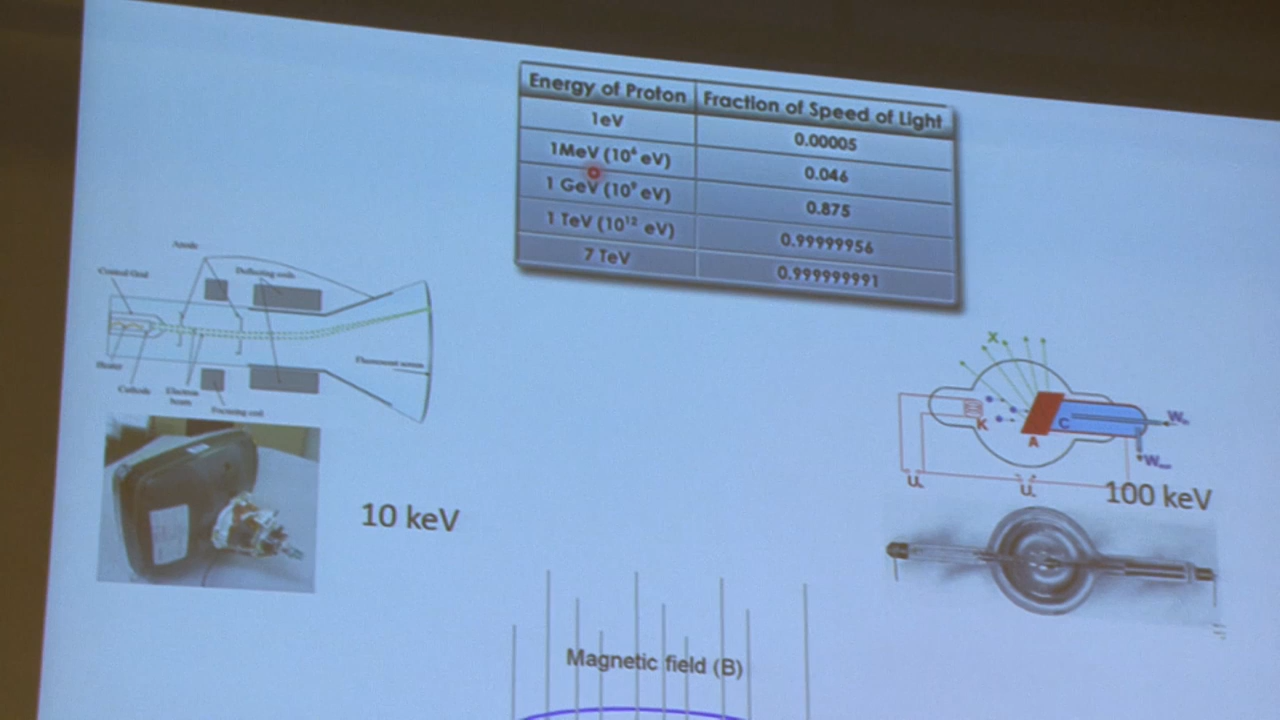 Energy of Proton Fraction of Speed of Light
1eV 0.00005
1MeV (10⁶ eV) 0.046
1 GeV (10⁹ eV) 0.875
1 TeV (10¹² eV) 0.99999956
7 TeV 0.999999991
Anode
Control Grid
Deflecting coils
Heater
Cathode
Electron
beam
Focusing coil
Fluorescent screen
10 keV
X
K
A
C
100 keV
Magnetic field (B)